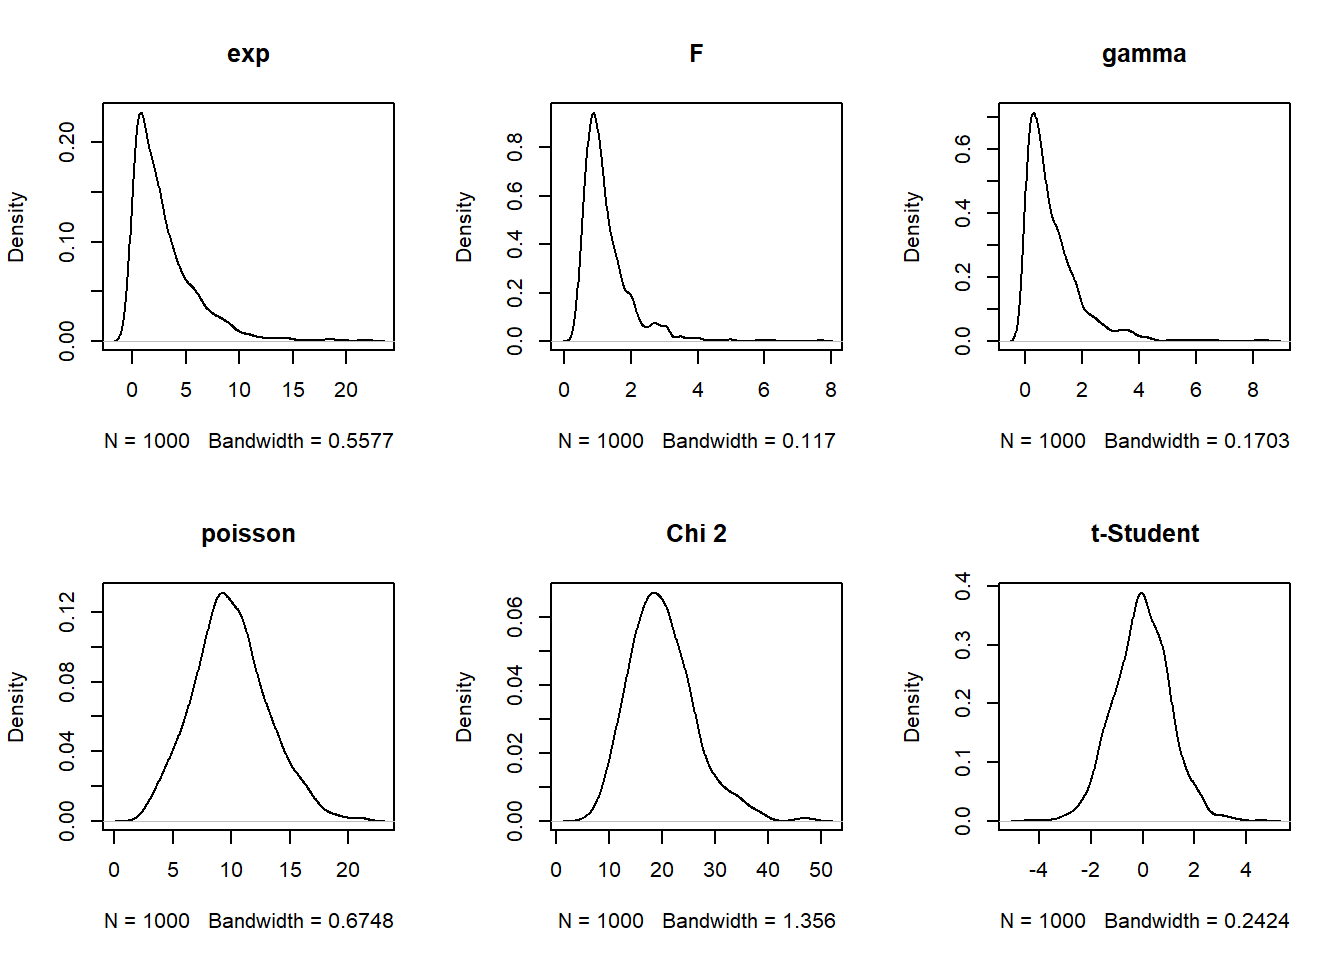 exp
Density
0.00 0.10 0.20
0 5 10 15 20
N = 1000 Bandwidth = 0.5577
F
Density
0.0 0.2 0.4 0.6 0.8
0 2 4 6 8
N = 1000 Bandwidth = 0.117
gamma
Density
0.0 0.2 0.4 0.6
0 2 4 6 8
N = 1000 Bandwidth = 0.1703
poisson
Density
0.00 0.04 0.08 0.12
0 5 10 15 20
N = 1000 Bandwidth = 0.6748
Chi 2
Density
0.00 0.02 0.04 0.06
0 10 20 30 40 50
N = 1000 Bandwidth = 1.356
t-Student
Density
0.0 0.1 0.2 0.3 0.4
-4 -2 0 2 4
N = 1000 Bandwidth = 0.2424